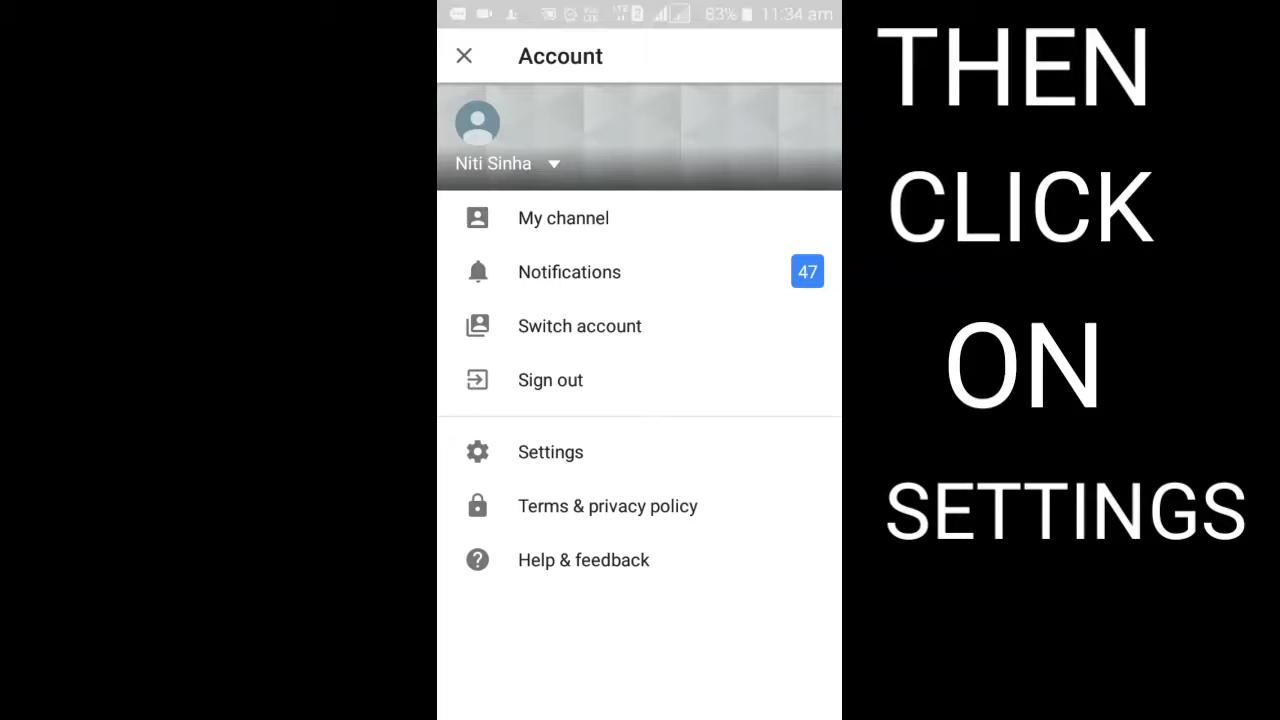 83% 11:34 am
Account
Niti Sinha
My channel
Notifications 47
Switch account
Sign out
Settings
Terms & privacy policy
Help & feedback
THEN
CLICK
ON
SETTINGS